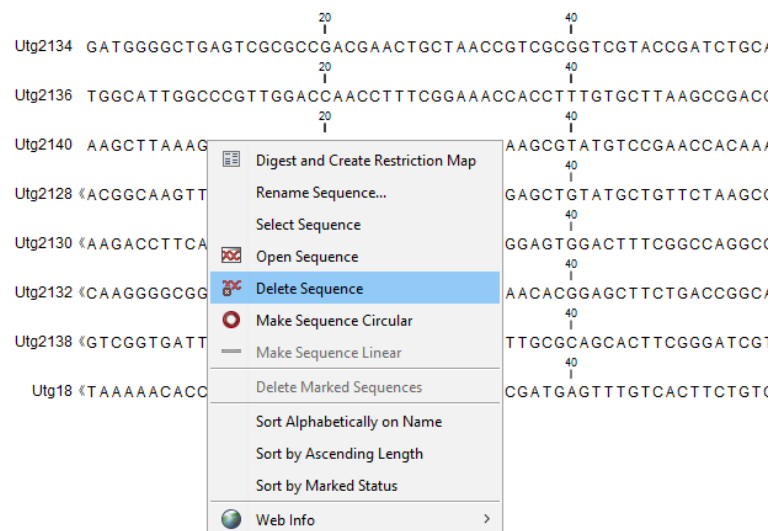 20 40
Utg2134 GATGGGGCTGAGTCGCGCCGACGAACTGCTAACCGTCGCGGTCGTACCGATCTGCA
20 40
Utg2136 TGGCATTGGCCCGTTGGACCAACCTTTCGGAAACCACCTTTGTGCTTAAGCCGACC
20 40
Utg2140 AAGCTTAAAG AAGCGTATGTCCGAACCACAAA
40
Utg2128 «ACGGCAAGTT GAGCTGTATGCTGTTCTAAGCC
40
Utg2130 «AAGACCTTCA GGAGTGGACTTTCGGCCAGGCC
40
Utg2132 «CAAGGGGCGG AACACGGAGCTTCTGACCGGCA
40
Utg2138 «GTCGGTGATT TTGCGCAGCACTTCGGGATCGT
40
Utg18 «TAAAAACACC CGATGAGTTTGTCACTTCTGTC
Digest and Create Restriction Map
Rename Sequence...
Select Sequence
Open Sequence
Delete Sequence
Make Sequence Circular
Make Sequence Linear
Delete Marked Sequences
Sort Alphabetically on Name
Sort by Ascending Length
Sort by Marked Status
Web Info